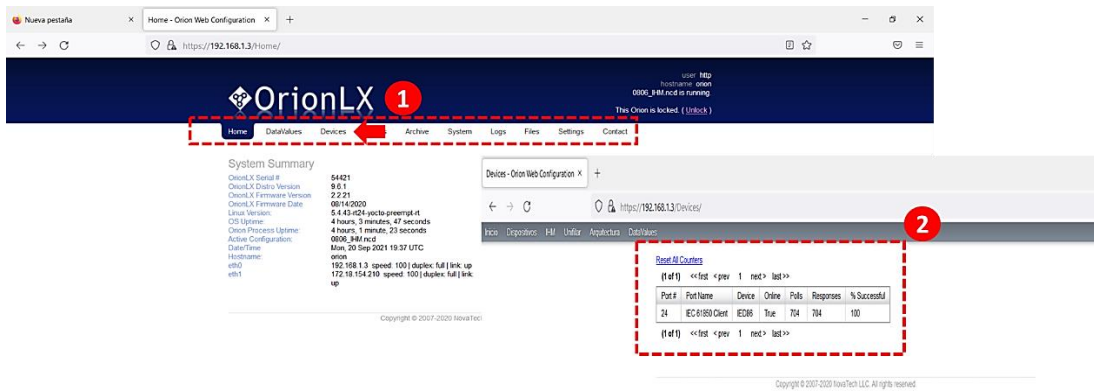 Nueva pestaña
Home - Orion Web Configuration
https://192.168.1.3/Home/
user http
hostname orion
0806_IHM.ncd is running.
This Orion is locked. ( Unlock )
OrionLX
1
Home DataValues Devices Archive System Logs Files Settings Contact
System Summary
OrionLX Serial # 54421
OrionLX Distro Version 9.6.1
OrionLX Firmware Version 2.2.21
OrionLX Firmware Date 08/14/2020
Linux Version: 5.4.43-rt24-yocto-preempt-rt
OS Uptime: 4 hours, 3 minutes, 47 seconds
Orion Process Uptime: 4 hours, 1 minute, 23 seconds
Active Configuration: 0806_IHM.ncd
Date/Time Mon, 20 Sep 2021 19:37 UTC
Hostname: orion
eth0 192.168.1.3 speed: 100 | duplex: full | link: up
eth1 172.18.154.210 speed: 100 | duplex: full | link:
up
Copyright © 2007-2020 NovaTec
Devices - Orion Web Configuration
https://192.168.1.3/Devices/
Inicio Dispositivos IHM Unifilar Arquitectura DataValues
2
Reset All Counters
(1 of 1) << first < prev 1 next > last >>
Port # Port Name Device Online Polls Responses % Successful
24 IEC 61850 Client IED86 True 704 704 100
(1 of 1) << first < prev 1 next > last >>
Copyright © 2007-2020 NovaTech LLC. All rights reserved